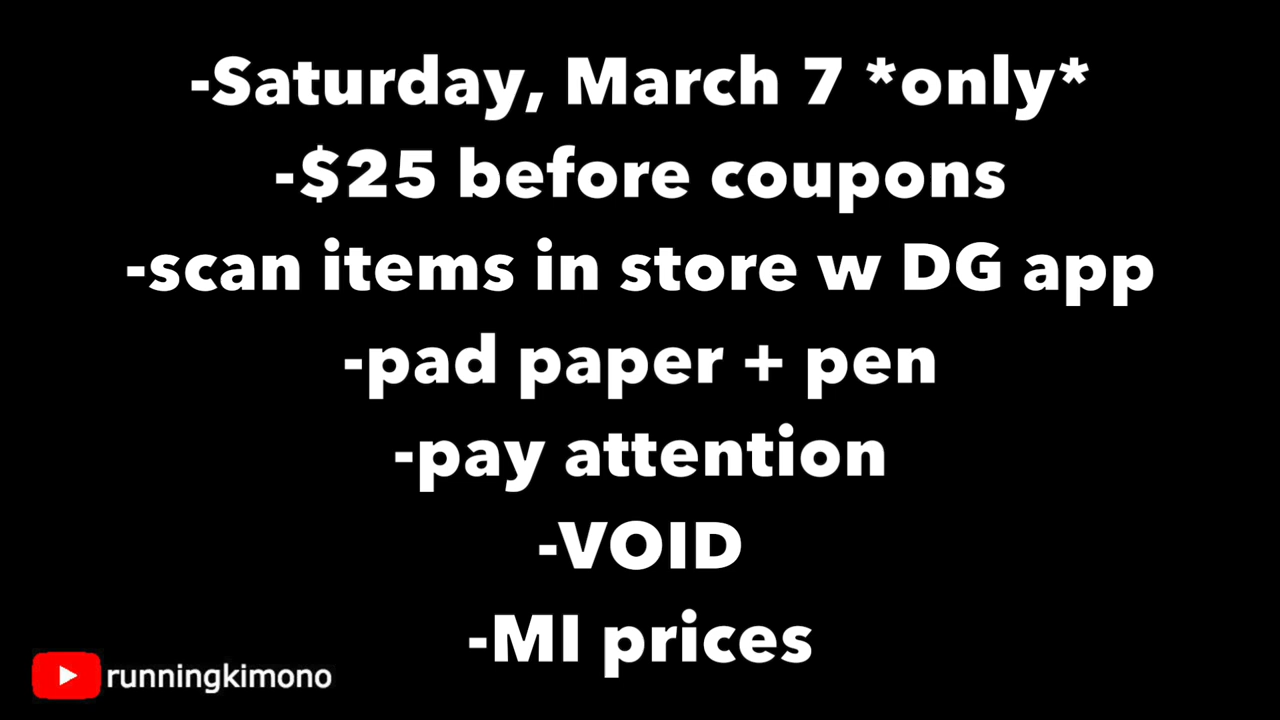 -Saturday, March 7 *only*
-$25 before coupons
-scan items in store w DG app
-pad paper + pen
-pay attention
-VOID
-MI prices
runningkimono